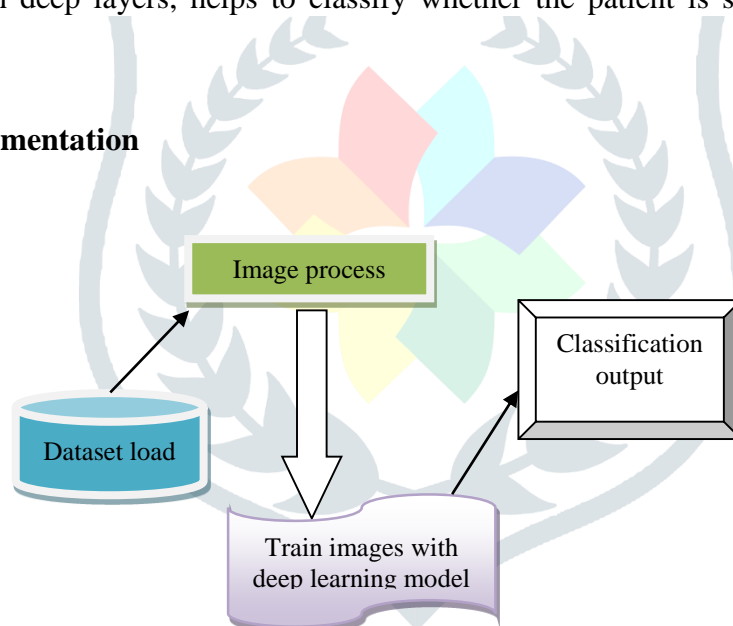 deep layers, helps to classify whether the patient is s
mentation
Image process
Classification
output
Dataset load
Train images with
deep learning model